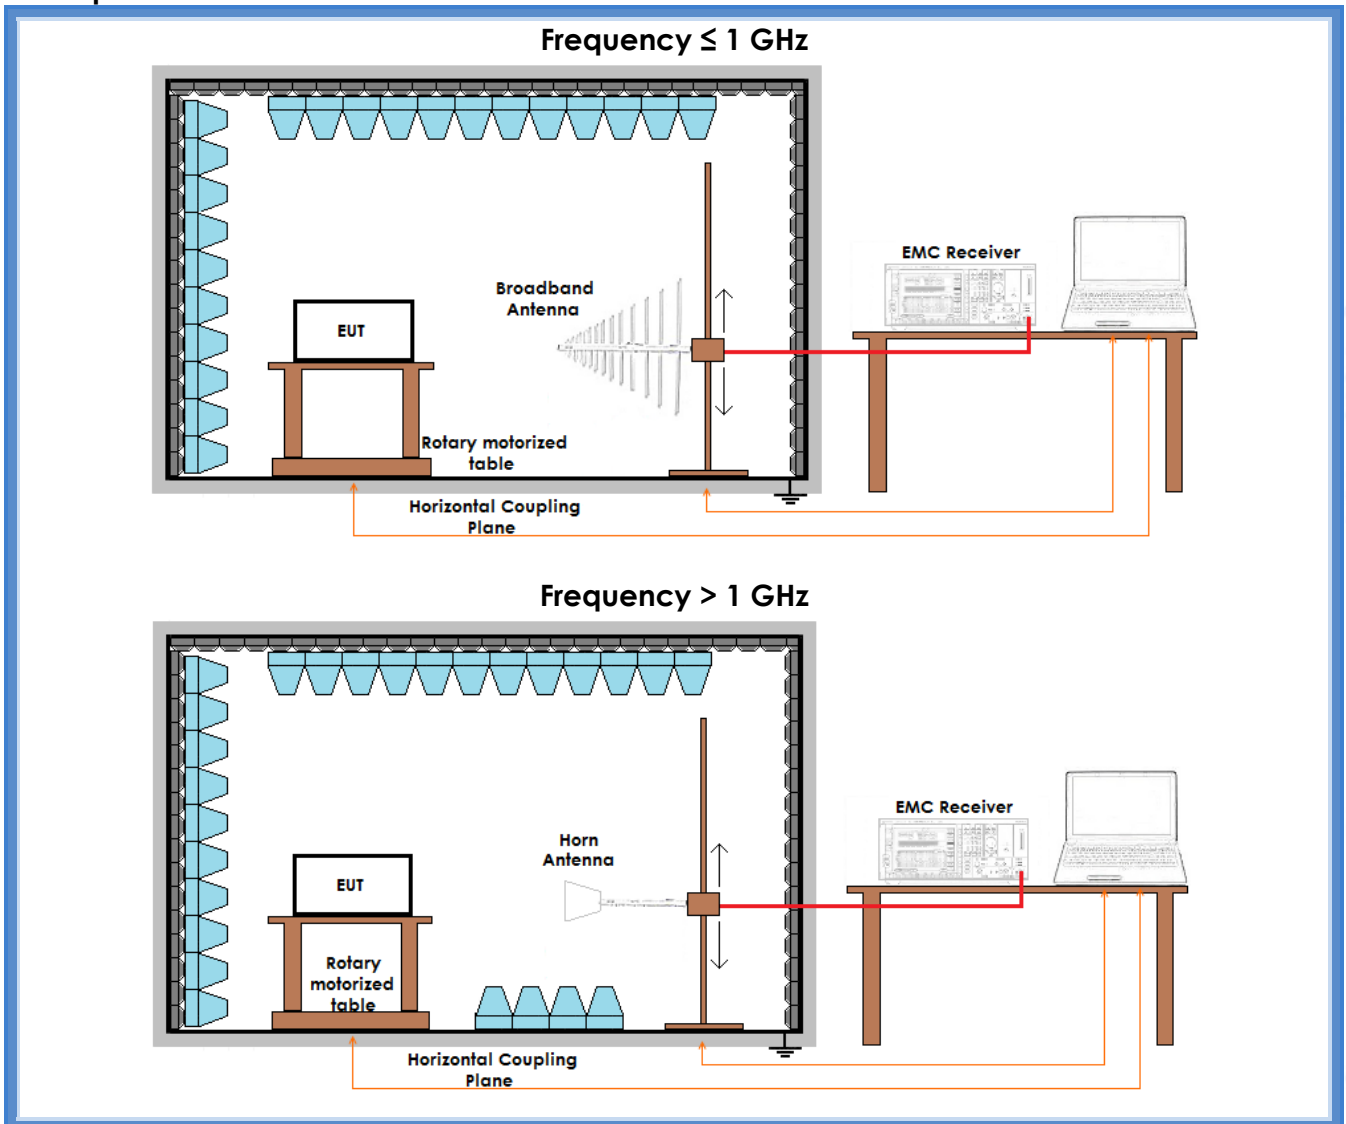 Frequency ≤ 1 GHz
EMC Receiver
Broadband
Antenna
EUT
Rotary motorized
table
Horizontal Coupling
Plane
Frequency > 1 GHz
EMC Receiver
Horn
Antenna
EUT
Rotary
motorized
table
Horizontal Coupling
Plane